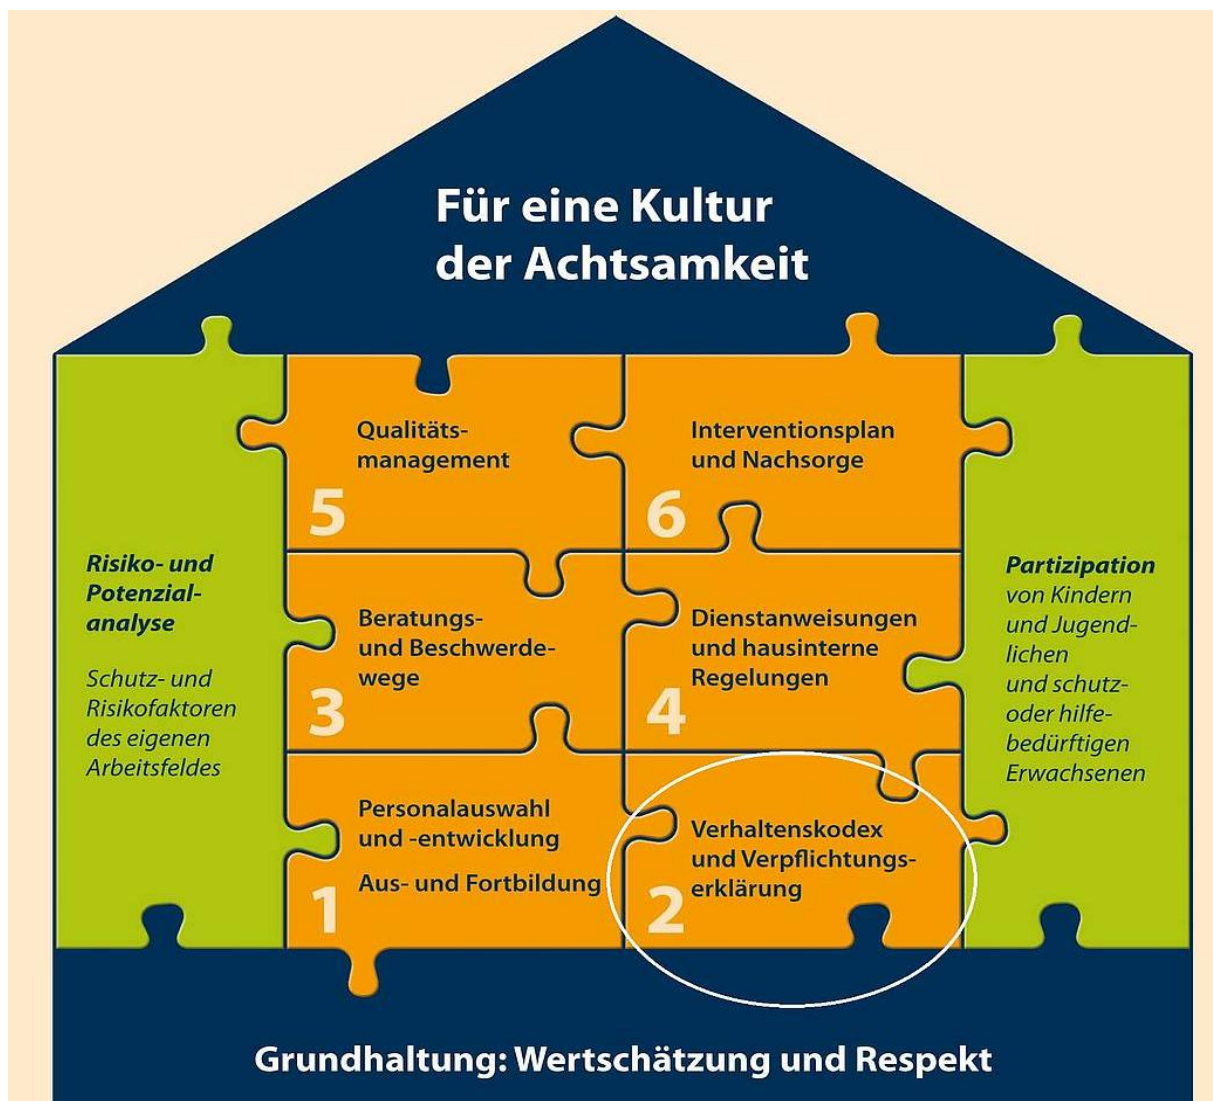 Für eine Kultur
der Achtsamkeit
Risiko- und
Potenzial-
analyse
Schutz- und
Risikofaktoren
des eigenen
Arbeitsfeldes
Qualitäts-
management
5
Interventionsplan
und Nachsorge
6
Beratungs-
und Beschwerde-
wege
3
Dienstanweisungen
und hausinterne
Regelungen
4
Personalauswahl
und -entwicklung
Aus- und Fortbildung
1
Verhaltenskodex
und Verpflichtungs-
erklärung
2
Partizipation
von Kindern
und Jugend-
lichen
und schutz-
oder hilfe-
bedürftigen
Erwachsenen
Grundhaltung: Wertschätzung und Respekt